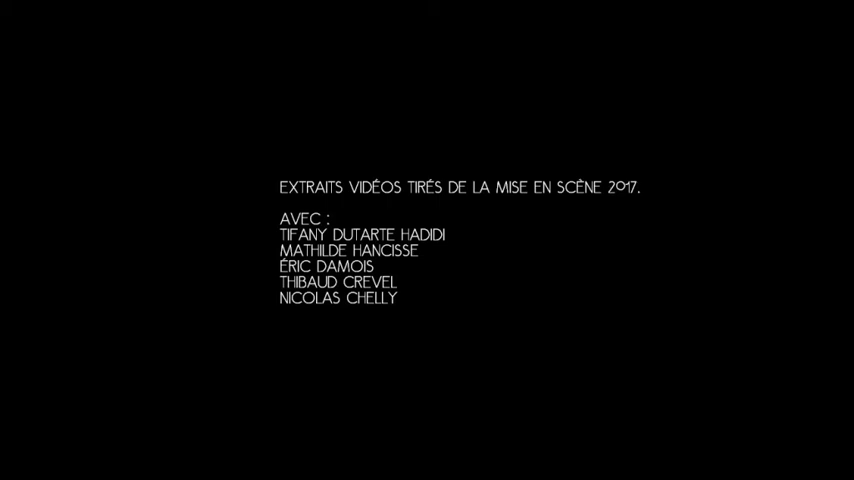 EXTRAITS VIDÉOS TIRÉS DE LA MISE EN SCÈNE 2017.
AVEC :
TIFANY DUTARTE HADIDI
MATHILDE HANCISSE
ÉRIC DAMOIS
THIBAUD CREVEL
NICOLAS CHELLY